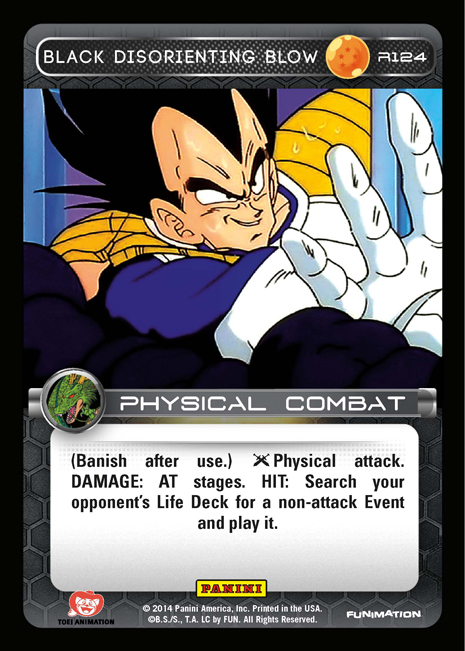 BLACK DISORIENTING BLOW R124
PHYSICAL COMBAT
(Banish after use.) Physical attack.
DAMAGE: AT stages. HIT: Search your
opponent's Life Deck for a non-attack Event
and play it.
PANINI
TOEI ANIMATION
© 2014 Panini America, Inc. Printed in the USA.
©B.S./S., T.A. LC by FUN. All Rights Reserved.
FUNIMATION